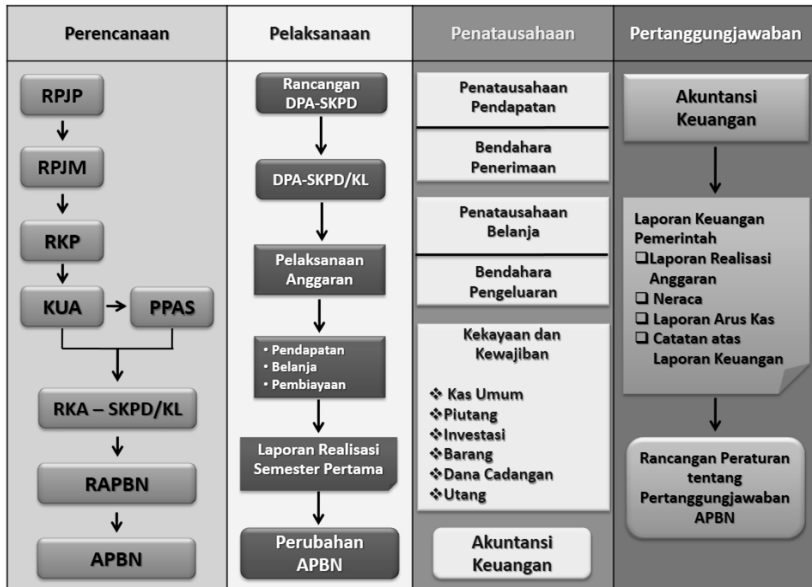 Perencanaan
RPJP
RPJM
RKP
KUA
PPAS
RKA – SKPD/KL
RAPBN
APBN
Pelaksanaan
Rancangan
DPA-SKPD
DPA-SKPD/KL
Pelaksanaan
Anggaran
• Pendapatan
• Belanja
• Pembiayaan
Laporan Realisasi
Semester Pertama
Perubahan
APBN
Penatausahaan
Penatausahaan
Pendapatan
Bendahara
Penerimaan
Penatausahaan
Belanja
Bendahara
Pengeluaran
Kekayaan dan
Kewajiban
❖ Kas Umum
❖Piutang
❖Investasi
❖Barang
❖Dana Cadangan
❖Utang
Akuntansi
Keuangan
Pertanggungjawaban
Akuntansi
Keuangan
Laporan Keuangan
Pemerintah
❑Laporan Realisasi
Anggaran
❑ Neraca
❑ Laporan Arus Kas
❑ Catatan atas
Laporan Keuangan
Rancangan Peraturan
tentang
Pertanggungjawaban
APBN